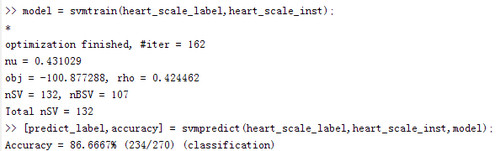 >> model = svmtrain(heart_scale_label,heart_scale_inst);
*
optimization finished, #iter = 162
nu = 0.431029
obj = -100.877288, rho = 0.424462
nSV = 132, nBSV = 107
Total nSV = 132
>> [predict_label,accuracy] = svmpredict(heart_scale_label,heart_scale_inst,model);
Accuracy = 86.6667% (234/270) (classification)